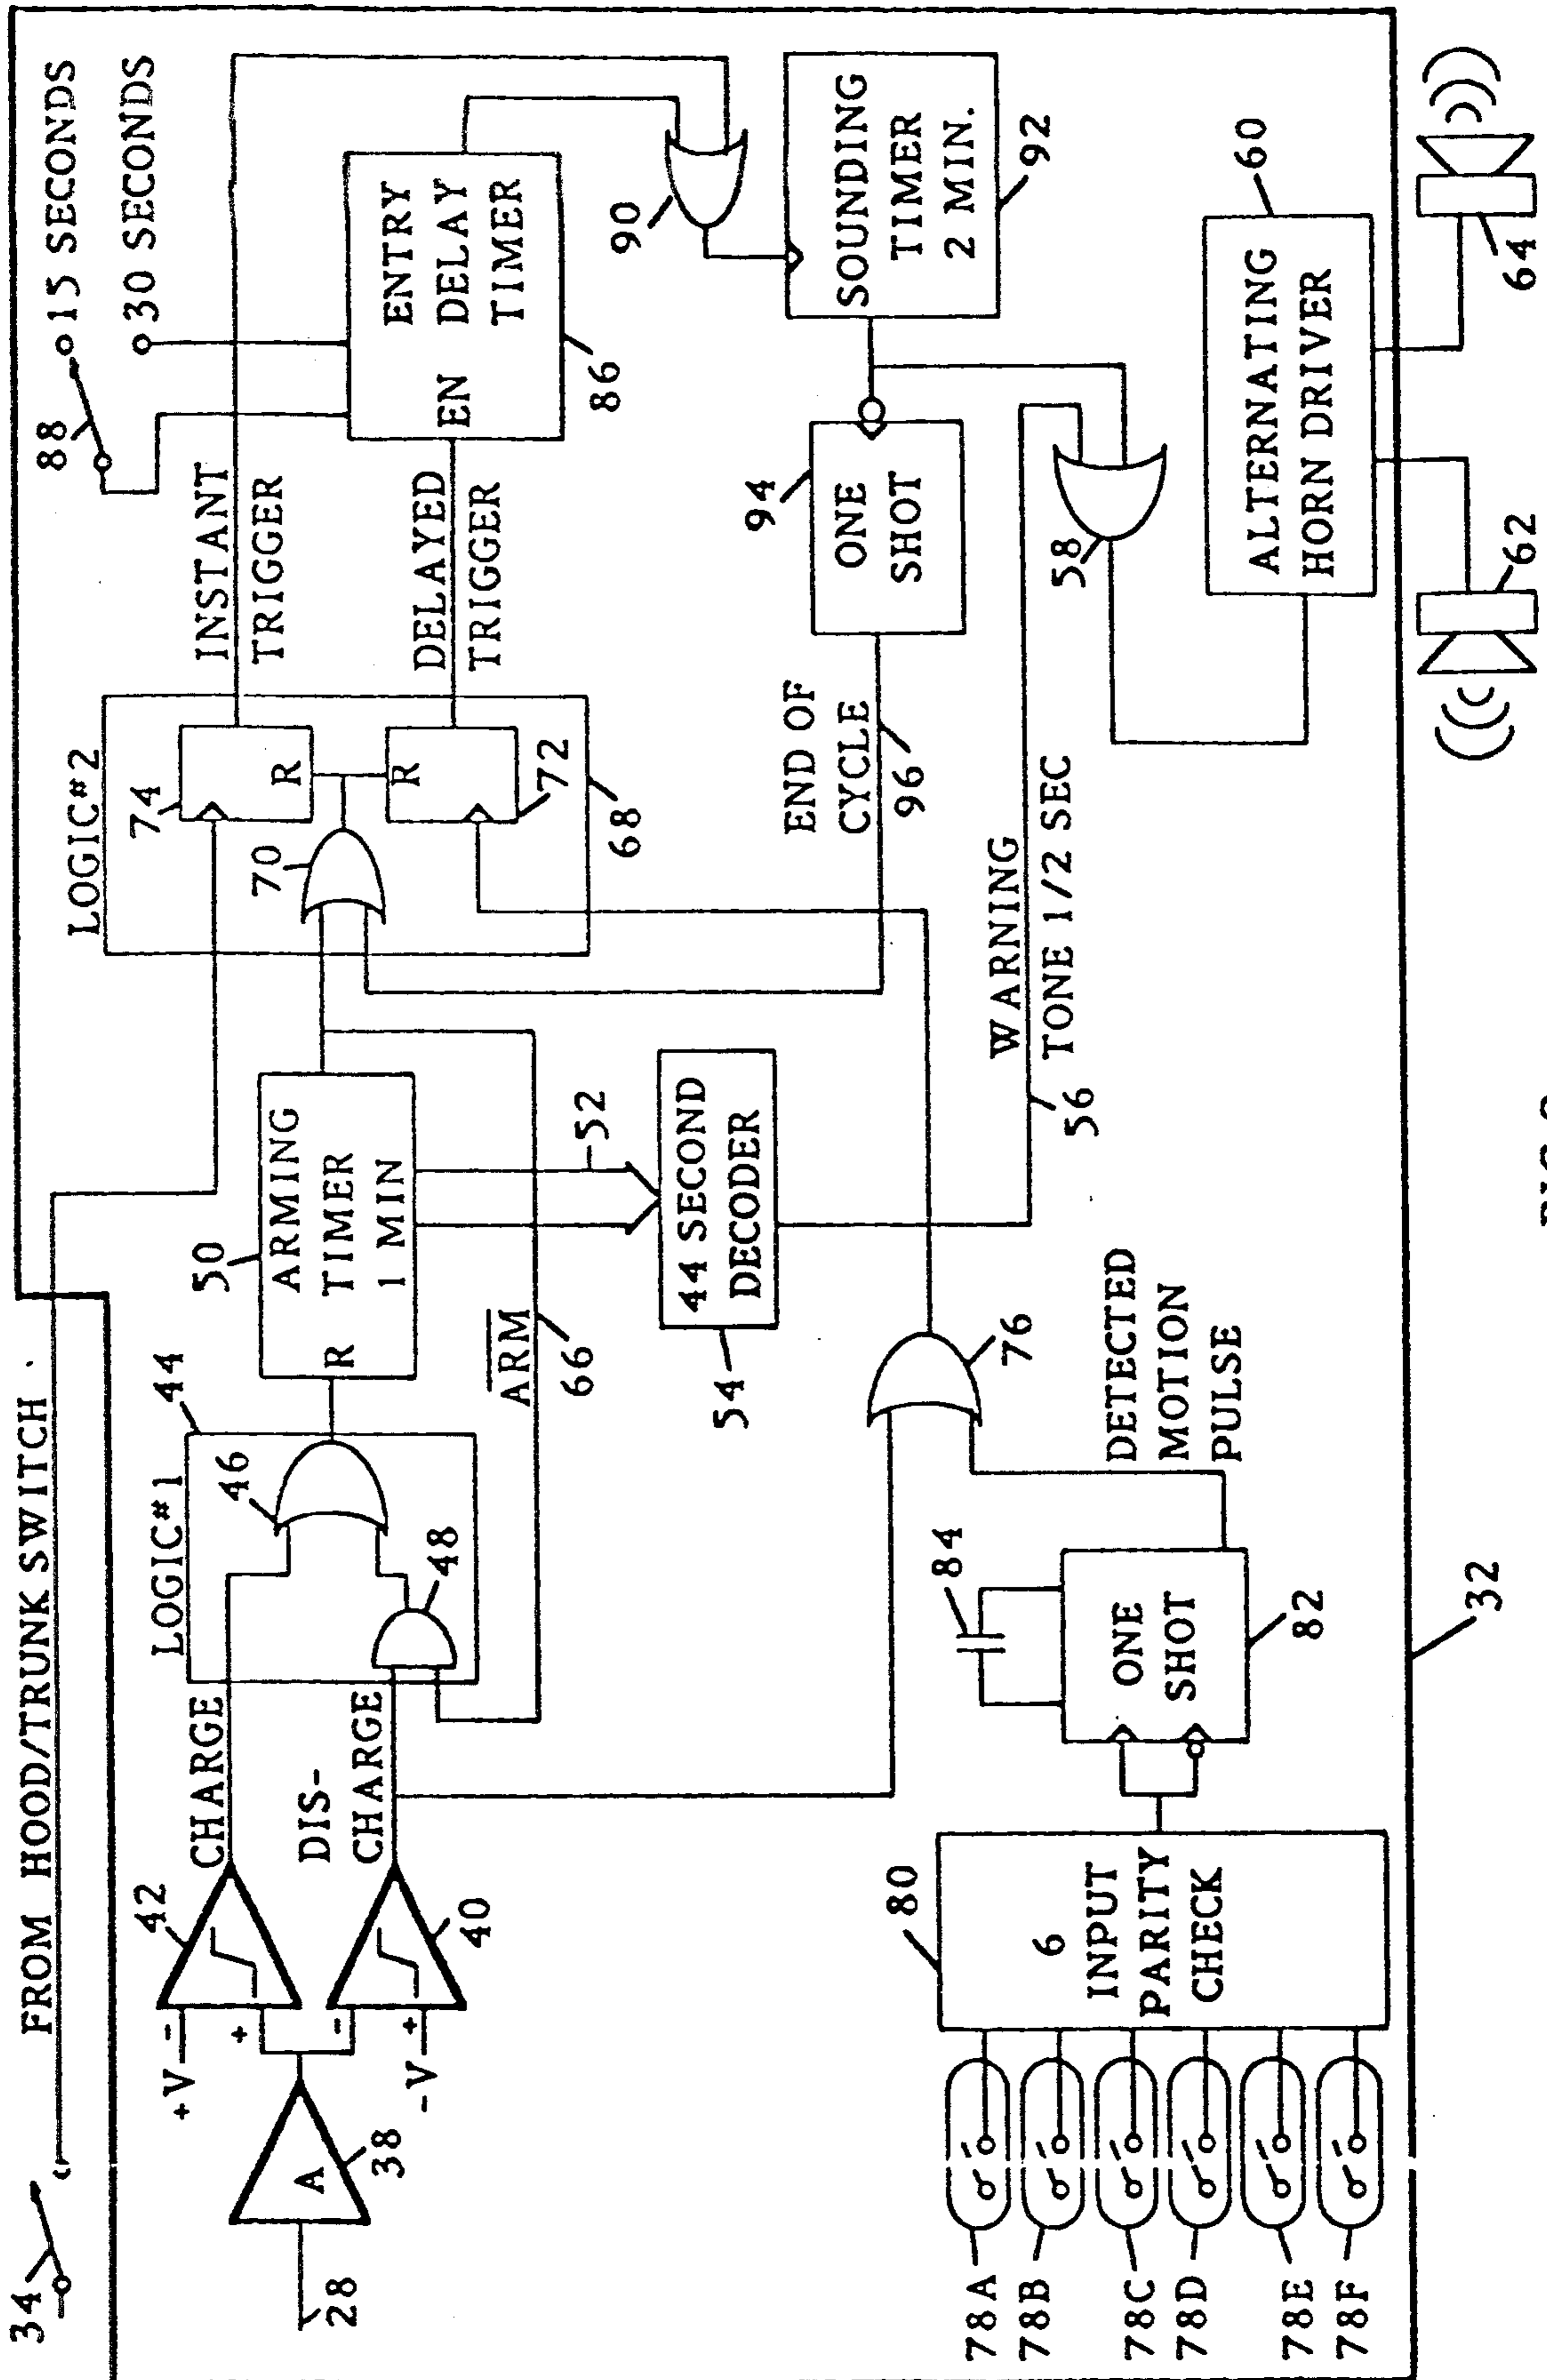 34
FROM HOOD/TRUNK SWITCH
28
A
38
+V
-
+
42
-
+
-V
40
CHARGE
DIS-
CHARGE
LOGIC#1
44
46
48
R
ARMING
TIMER
1 MIN
50
ARM
66
52
44 SECOND
DECODER
54
LOGIC#2
74
R
70
R
72
68
INSTANT
TRIGGER
DELAYED
TRIGGER
88
15 SECONDS
30 SECONDS
EN
ENTRY
DELAY
TIMER
86
90
SOUNDING
TIMER
2 MIN.
92
94
ONE
SHOT
END OF
CYCLE
96
WARNING
TONE 1/2 SEC
56
58
ALTERNATING
HORN DRIVER
60
62
64
76
DETECTED
MOTION
PULSE
84
ONE
SHOT
82
80
6
INPUT
PARITY
CHECK
78A
78B
78C
78D
78E
78F
32